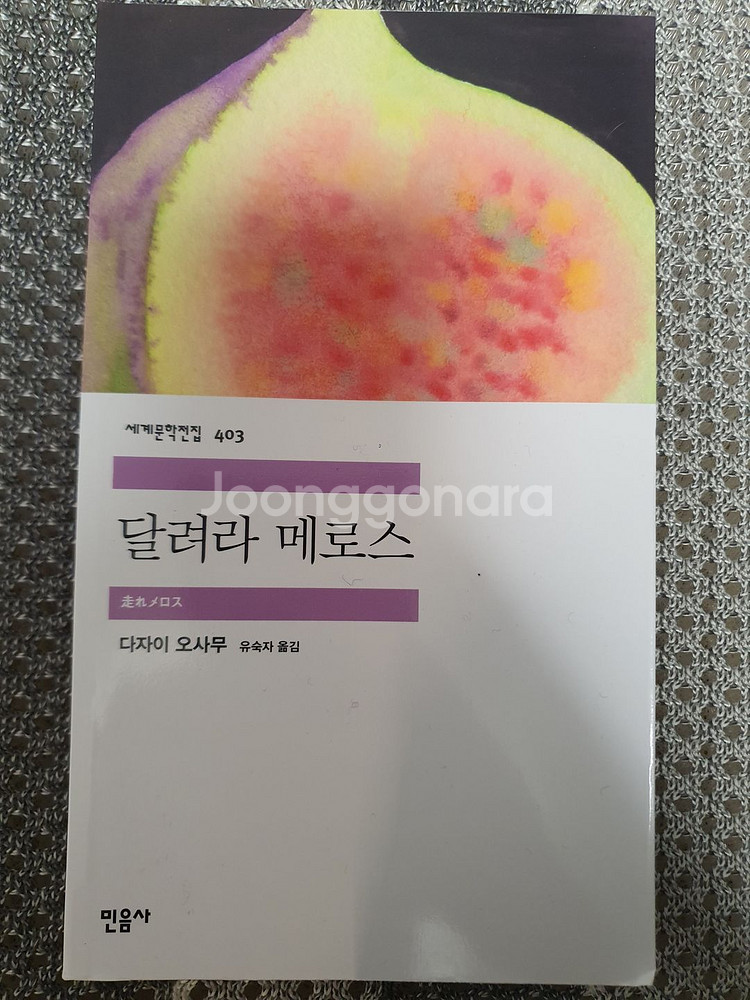 세계문학전집 403
Joonggonara
달려라 메로스
走れメロス
다자이 오사무 유숙자 옮김
민음사